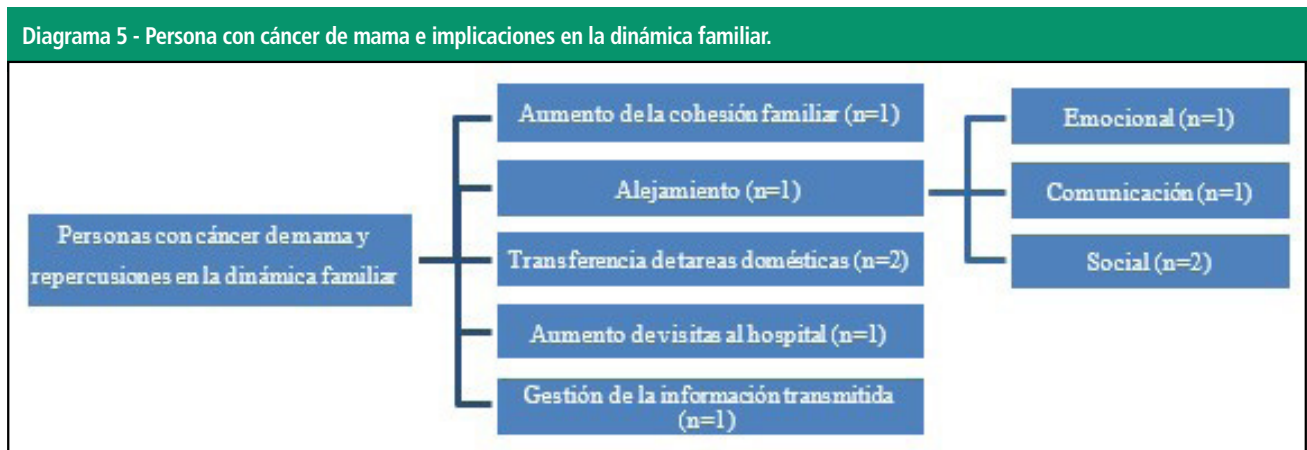 Diagrama 5 - Persona con cáncer de mama e implicaciones en la dinámica familiar.
Personas con cáncer de mama y
repercusiones en la dinámica familiar
Aumento de la cohesión familiar (n=1)
Alejamiento (n=1)
Transferencia de tareas domésticas (n=2)
Aumento de visitas al hospital (n=1)
Gestión de la información transmitida
(n=1)
Emocional (n=1)
Comunicación (n=1)
Social (n=2)